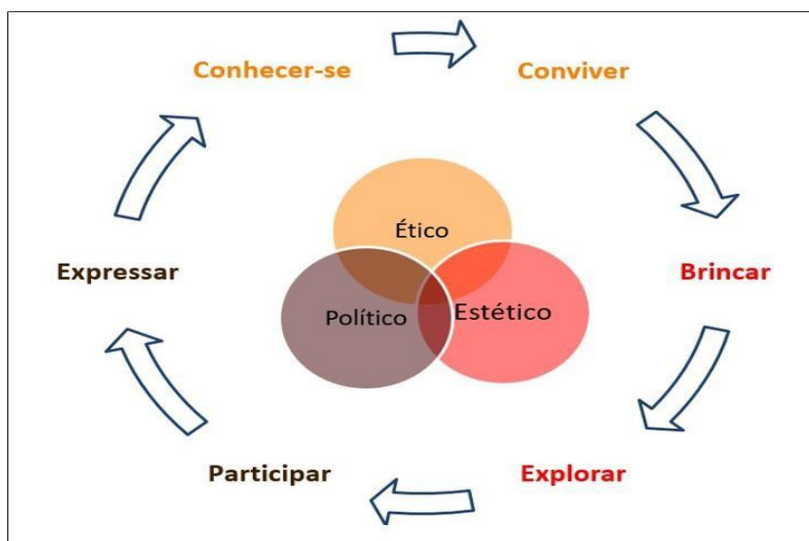 Conhecer-se
Conviver
Ético
Expressar
Brincar
Político
Estético
Participar
Explorar